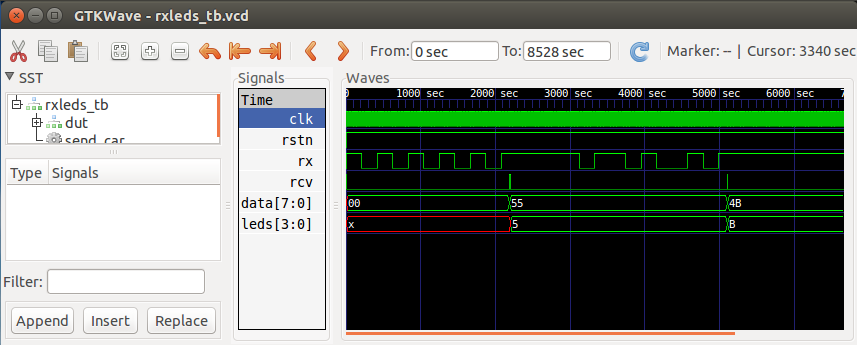 GTKWave - rxleds_tb.vcd
From: 0 sec To: 8528 sec Marker: -- | Cursor: 3340 sec
SST
rxleds_tb
dut
send_car
Type Signals
Filter:
Append Insert Replace
Signals
Time
clk
rstn
rx
rcv
data[7:0]
leds[3:0]
Waves
0 1000 sec 2000 sec 3000 sec 4000 sec 5000 sec 6000 sec 7
00 55 4B
x 5 B